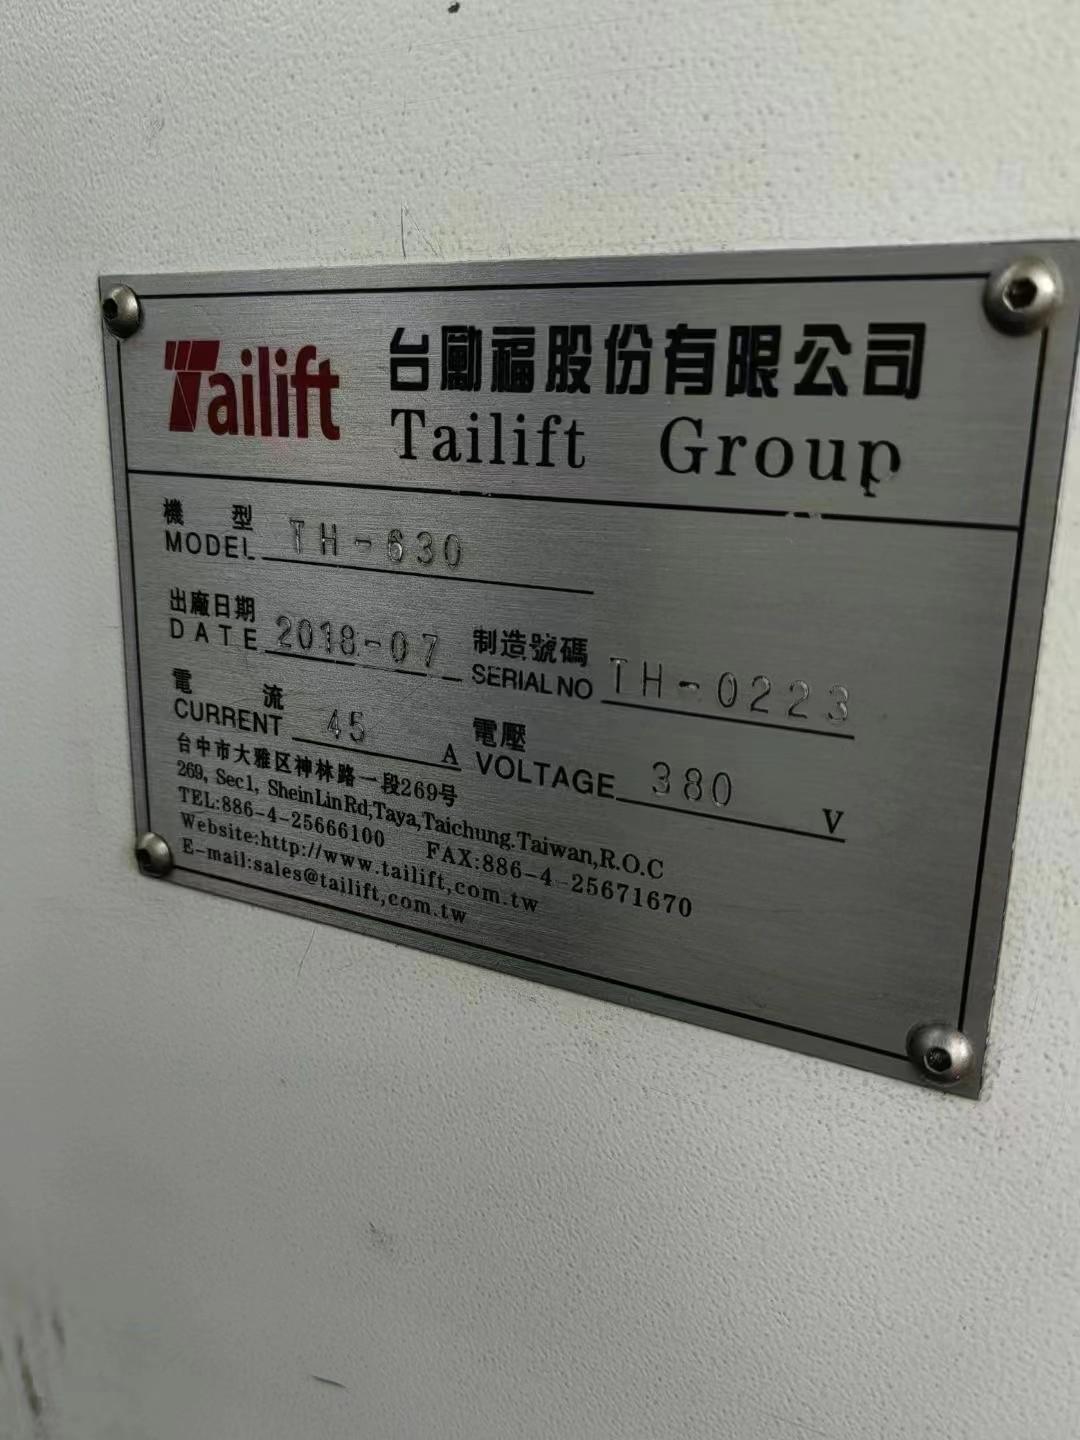 Tailift 台勵福股份有限公司
Tailift Group
機型
MODEL TH-630
出廠日期
DATE 2018-07
制造號碼
SERIAL NO TH-0223
電流
CURRENT 45 A
電壓
VOLTAGE 380 V
台中市大雅区神林路一段269号
269, Sec1, SheinLinRd,Taya,Taichung.Taiwan,R.O.C
TEL:886-4-25666100 FAX:886-4-25671670
Website:http://www.tailift,com.tw
E-mail:sales@tailift,com.tw